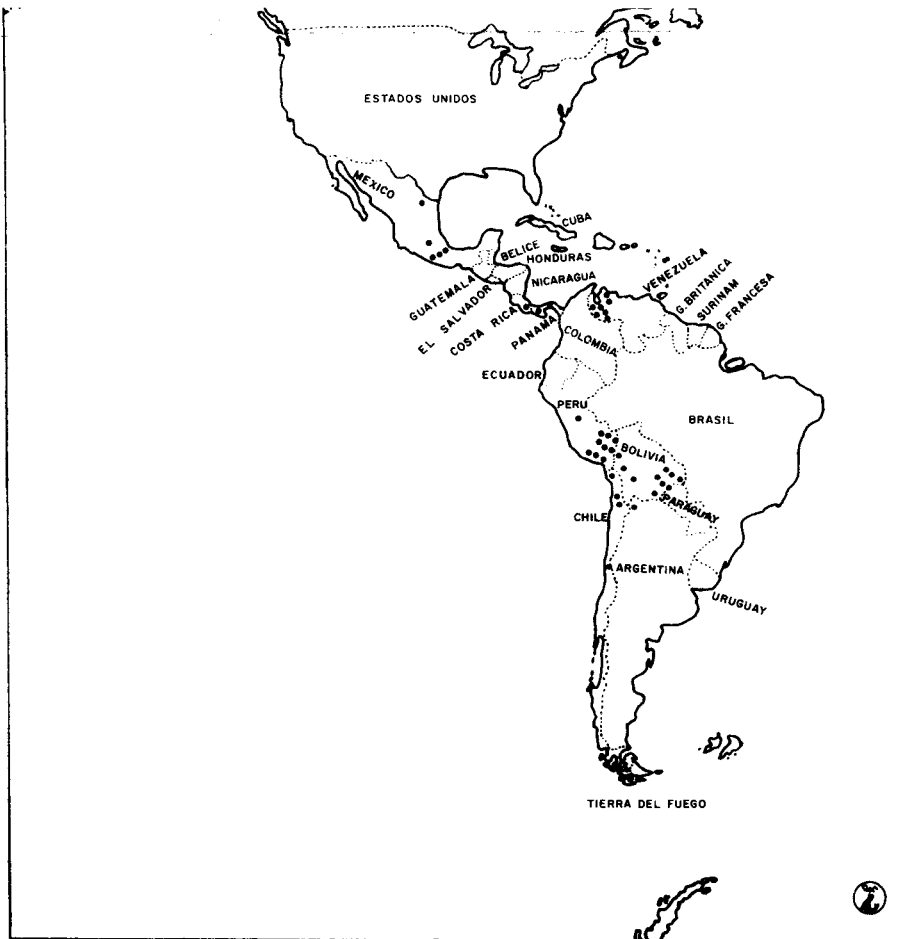 ESTADOS UNIDOS
MEXICO
CUBA
BELICE
HONDURAS
NICARAGUA
GUATEMALA
EL SALVADOR
COSTA RICA
PANAMA
VENEZUELA
G. BRITANICA
SURINAM
G. FRANCESA
COLOMBIA
ECUADOR
PERU
BRASIL
BOLIVIA
PARAGUAY
CHILE
ARGENTINA
URUGUAY
TIERRA DEL FUEGO